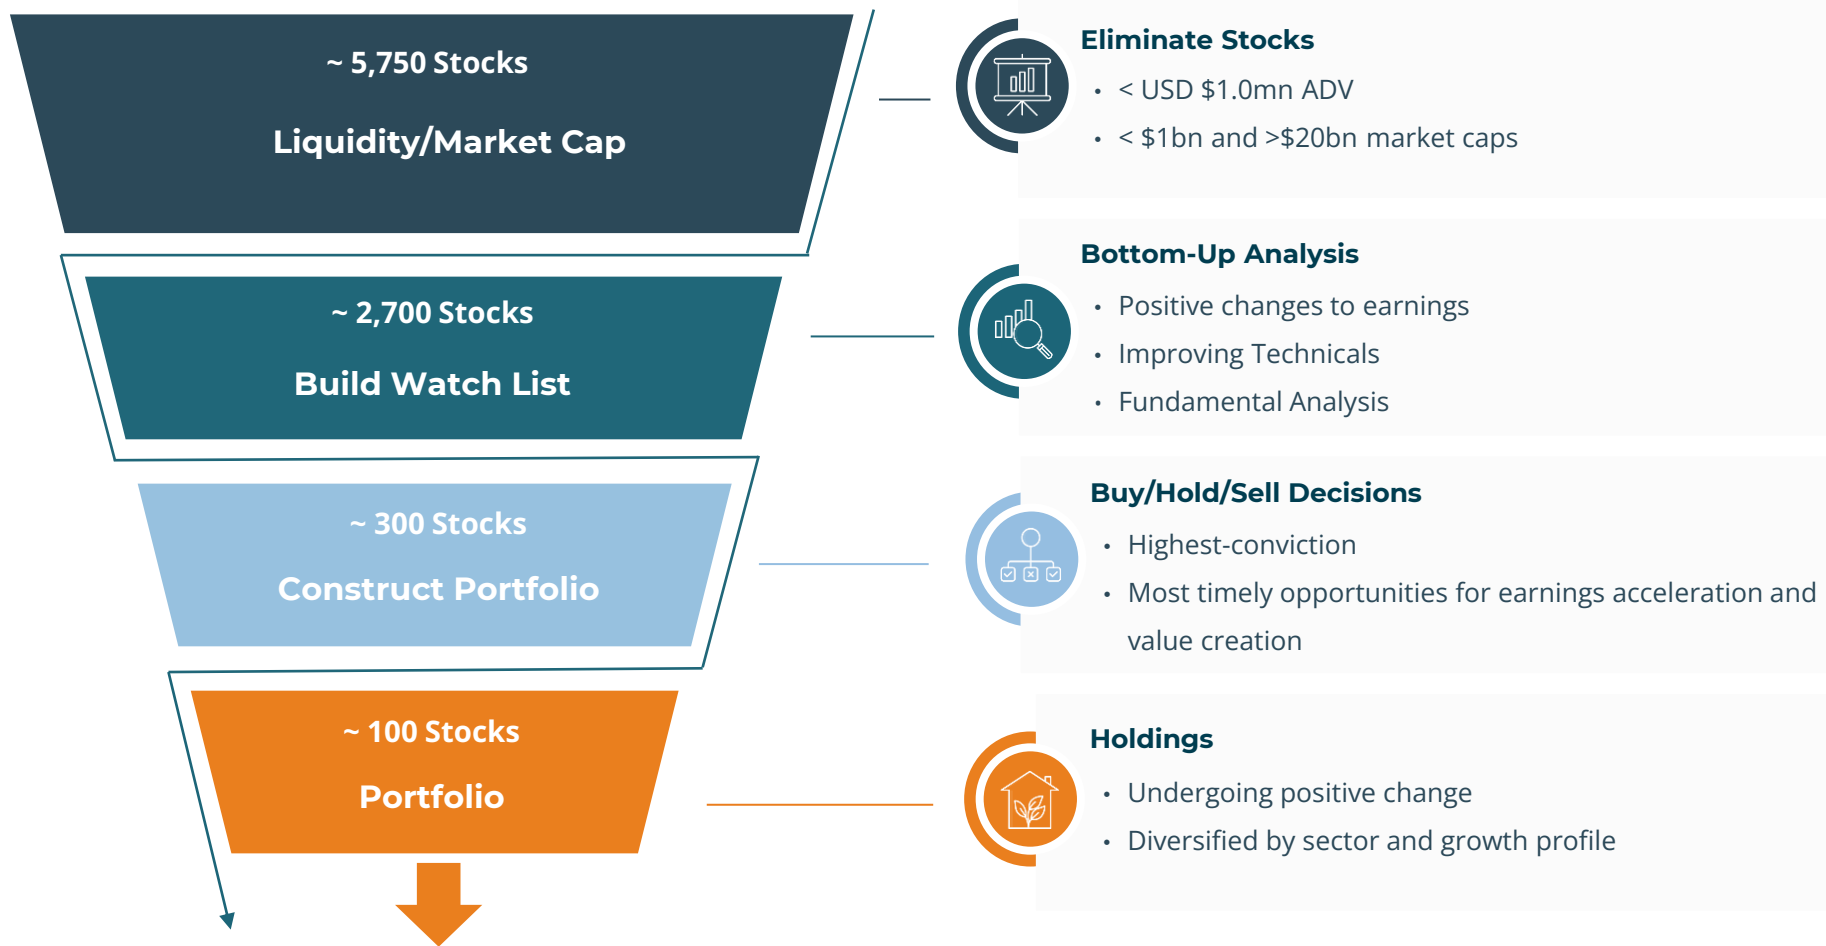 ~ 5,750 Stocks
Liquidity/Market Cap
Eliminate Stocks
• < USD $1.0mn ADV
• < $1bn and >$20bn market caps
~ 2,700 Stocks
Build Watch List
Bottom-Up Analysis
• Positive changes to earnings
• Improving Technicals
• Fundamental Analysis
~ 300 Stocks
Construct Portfolio
Buy/Hold/Sell Decisions
• Highest-conviction
• Most timely opportunities for earnings acceleration and
value creation
~ 100 Stocks
Portfolio
Holdings
• Undergoing positive change
• Diversified by sector and growth profile